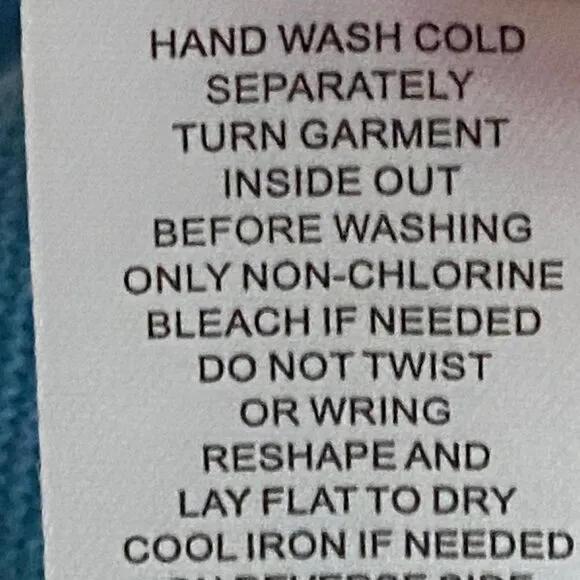 HAND WASH COLD
SEPARATELY
TURN GARMENT
INSIDE OUT
BEFORE WASHING
ONLY NON-CHLORINE
BLEACH IF NEEDED
DO NOT TWIST
OR WRING
RESHAPE AND
LAY FLAT TO DRY
COOL IRON IF NEEDED